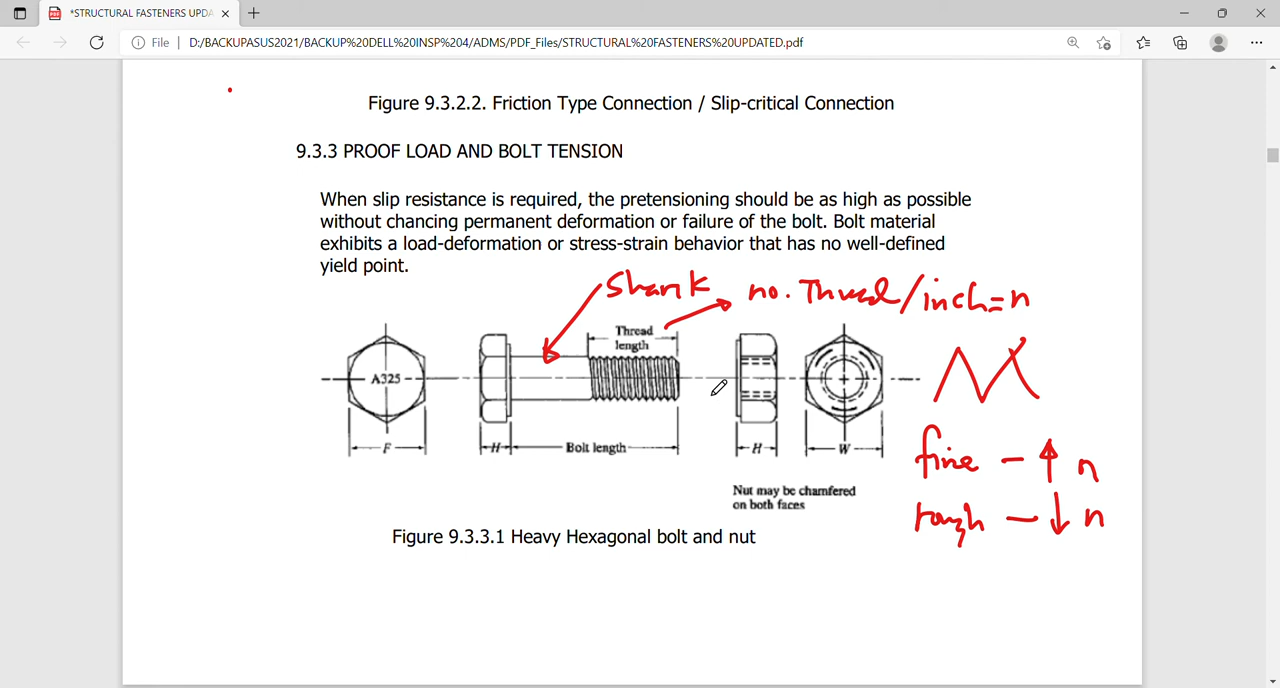 *STRUCTURAL FASTENERS UPDA
File | D:/BACKUPASUS2021/BACKUP%20DELL%20INSP%204/ADMS/PDF_Files/STRUCTURAL%20FASTENERS%20UPDATED.pdf
Figure 9.3.2.2. Friction Type Connection / Slip-critical Connection
9.3.3 PROOF LOAD AND BOLT TENSION
When slip resistance is required, the pretensioning should be as high as possible
without chancing permanent deformation or failure of the bolt. Bolt material
exhibits a load-deformation or stress-strain behavior that has no well-defined
yield point.
Shank
no. Thread/inch=n
Thread
length
A325
F
H
Bolt length
H
W
fine - ↑ n
rough - ↓ n
Nut may be chamfered
on both faces
Figure 9.3.3.1 Heavy Hexagonal bolt and nut